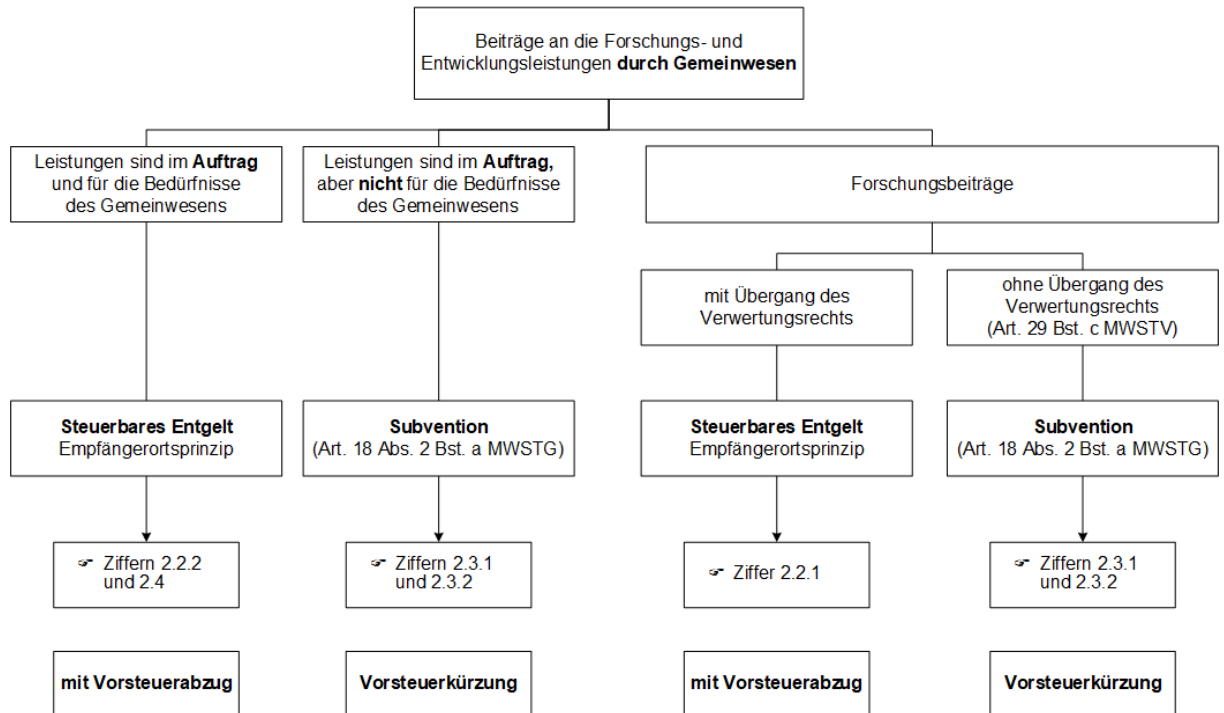 Beiträge an die Forschungs- und
Entwicklungsleistungen durch Gemeinwesen
Leistungen sind im Auftrag
und für die Bedürfnisse
des Gemeinwesens
Leistungen sind im Auftrag,
aber nicht für die Bedürfnisse
des Gemeinwesens
Forschungsbeiträge
mit Übergang des
Verwertungsrechts
ohne Übergang des
Verwertungsrechts
(Art. 29 Bst. c MWSTV)
Steuerbares Entgelt
Empfängerortsprinzip
Subvention
(Art. 18 Abs. 2 Bst. a MWSTG)
Steuerbares Entgelt
Empfängerortsprinzip
Subvention
(Art. 18 Abs. 2 Bst. a MWSTG)
☞ Ziffern 2.2.2
und 2.4
☞ Ziffern 2.3.1
und 2.3.2
☞ Ziffer 2.2.1
☞ Ziffern 2.3.1
und 2.3.2
mit Vorsteuerabzug
Vorsteuerkürzung
mit Vorsteuerabzug
Vorsteuerkürzung